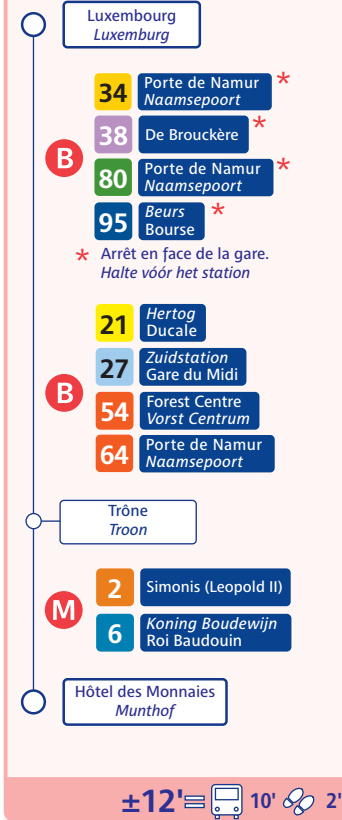 Luxembourg
Luxemburg
B
34 Porte de Namur *
Naamsepoort
38 De Brouckère *
80 Porte de Namur *
Naamsepoort
95 Beurs *
Bourse
* Arrêt en face de la gare.
Halte vóór het station
B
21 Hertog
Ducale
27 Zuidstation
Gare du Midi
54 Forest Centre
Vorst Centrum
64 Porte de Namur
Naamsepoort
Trône
Troon
M
2 Simonis (Leopold II)
6 Koning Boudewijn
Roi Baudouin
Hôtel des Monnaies
Munthof
±12'= 10' 2'